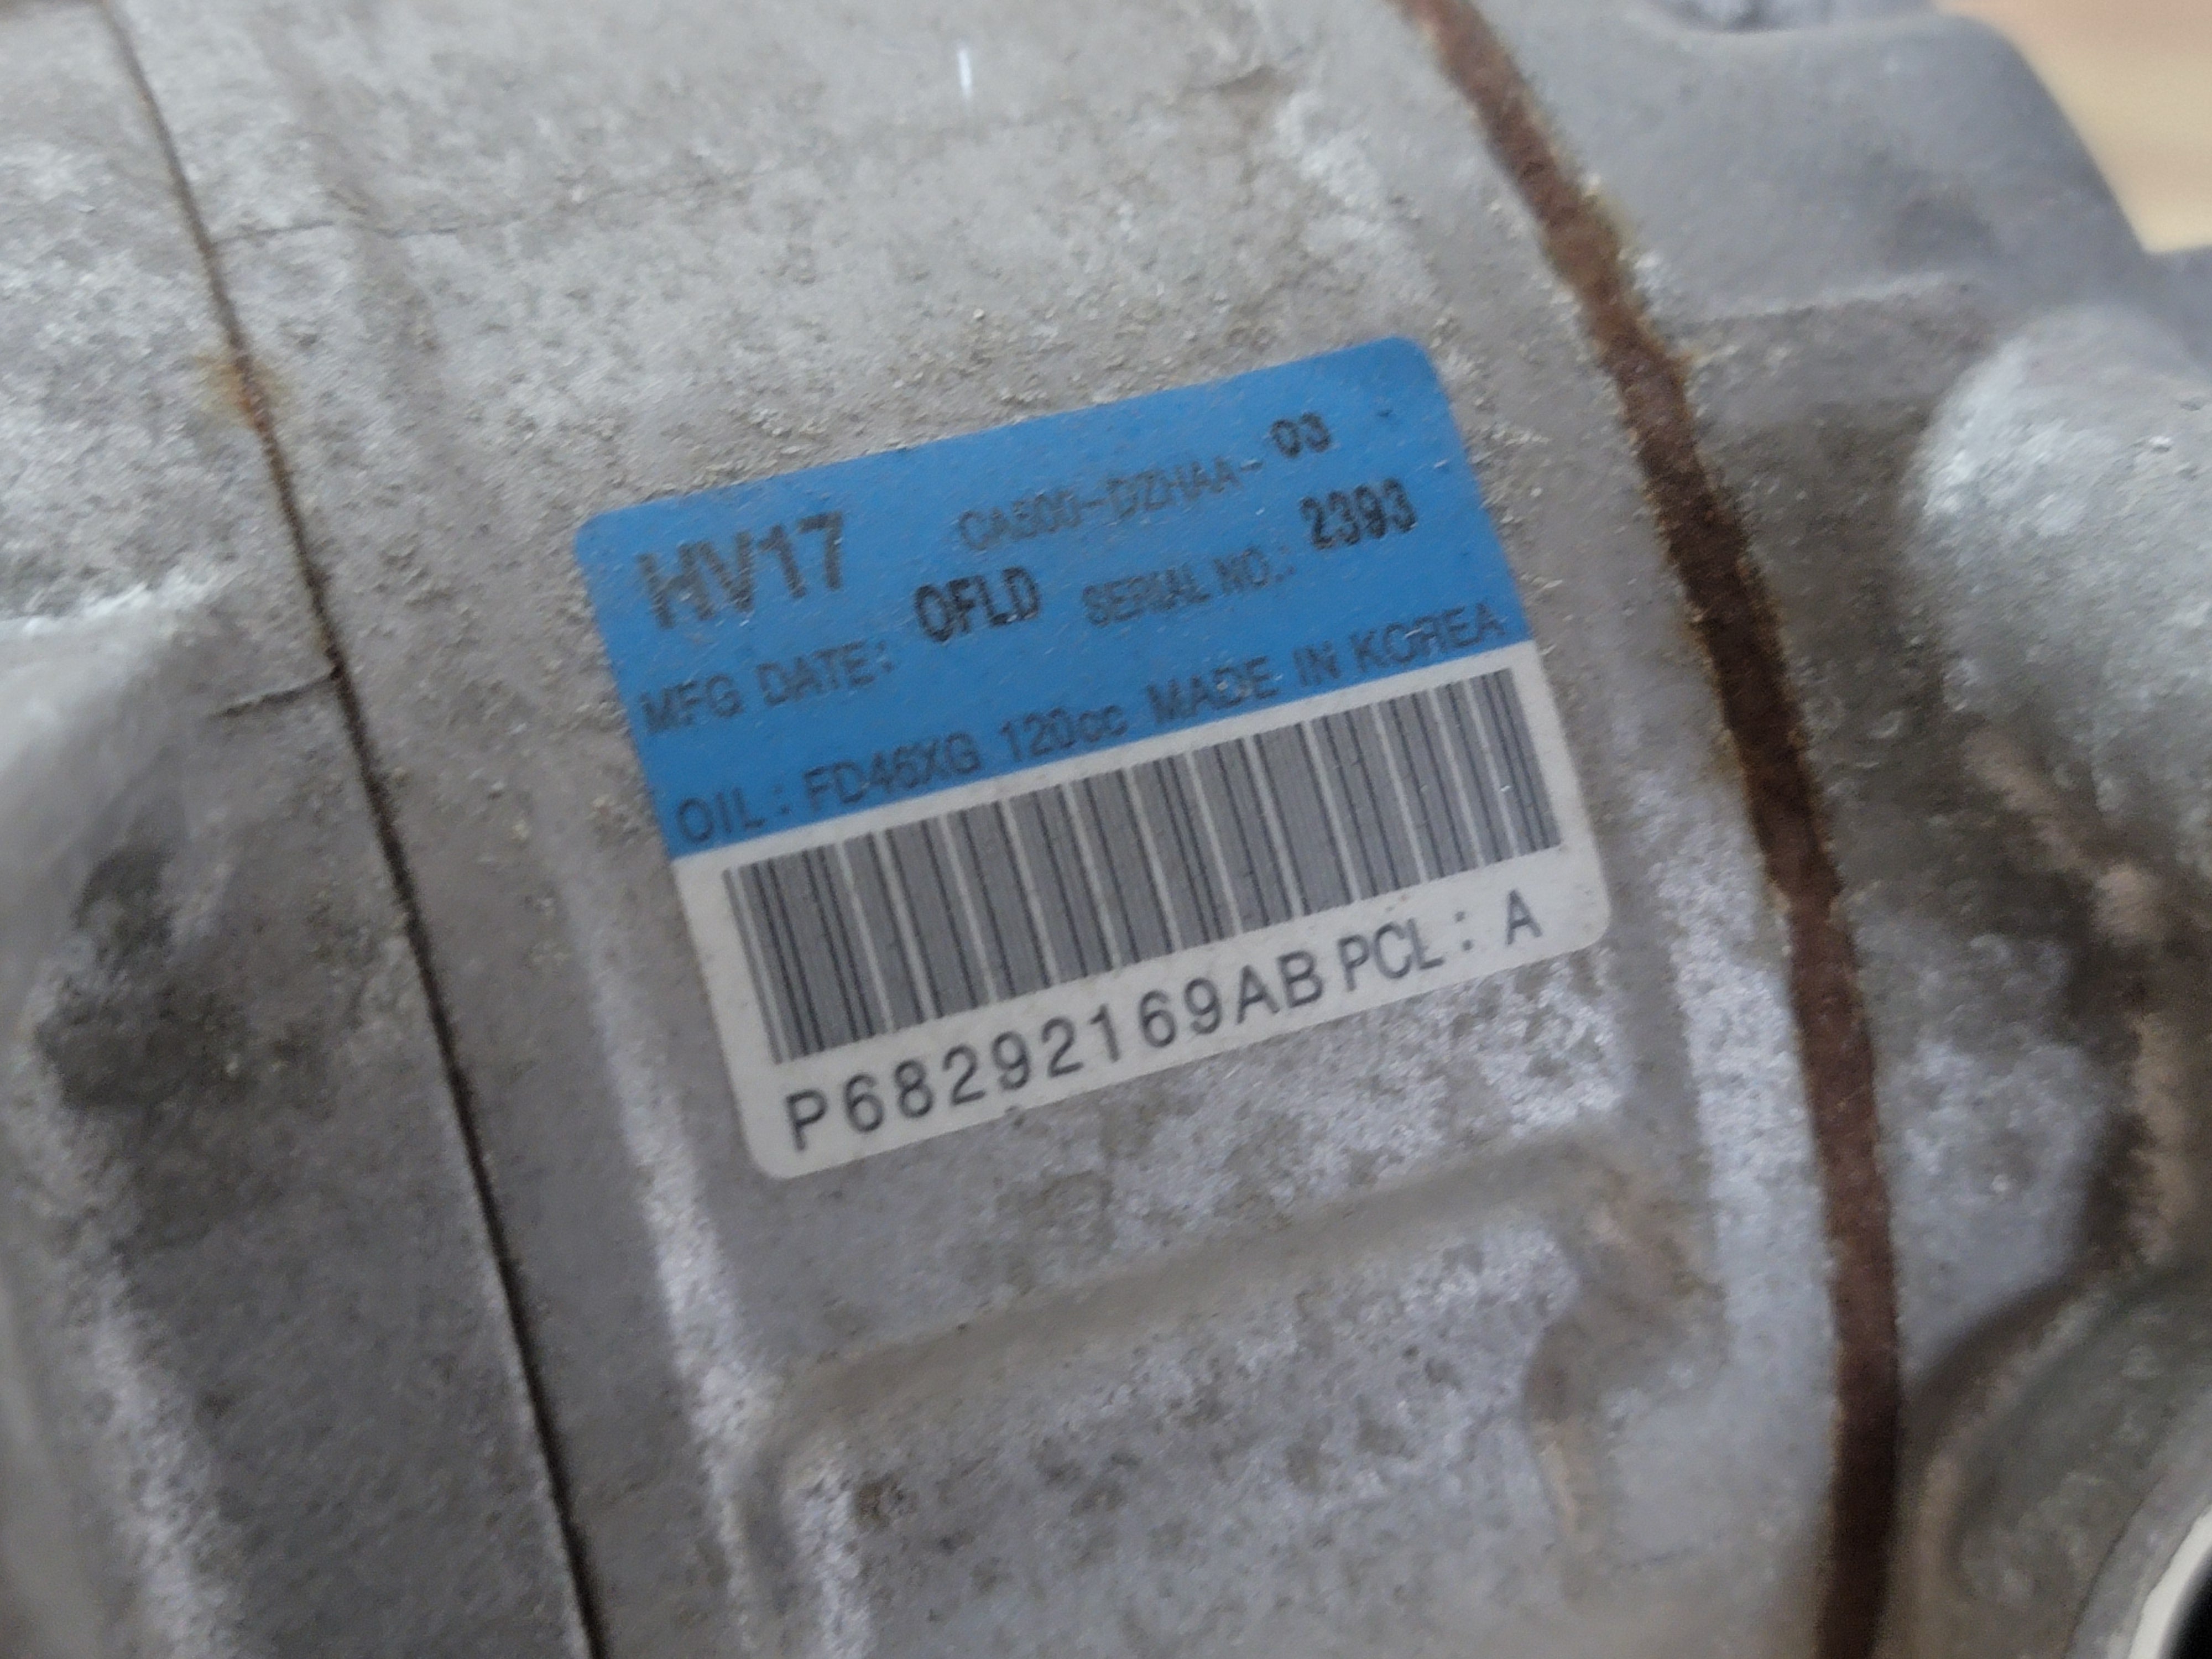 HV17 CA500-DZHAA-03
MFG DATE: 0FLD SERIAL NO.: 2393
OIL: FD46XG 120cc MADE IN KOREA
P68292169AB PCL: A